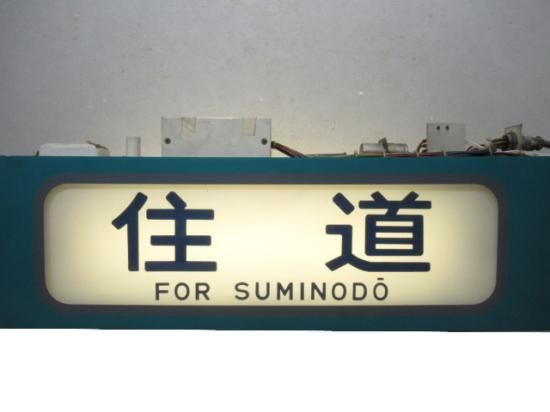 住 道
FOR SUMINODŌ